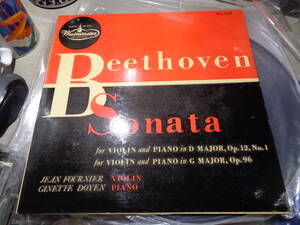 Westminster
Beethoven
Sonata
for VIOLIN and PIANO in D MAJOR, Op. 12, No. 1
for VIOLIN and PIANO in G MAJOR, Op. 96
JEAN FOURNIER VIOLIN
GINETTE DOYEN PIANO